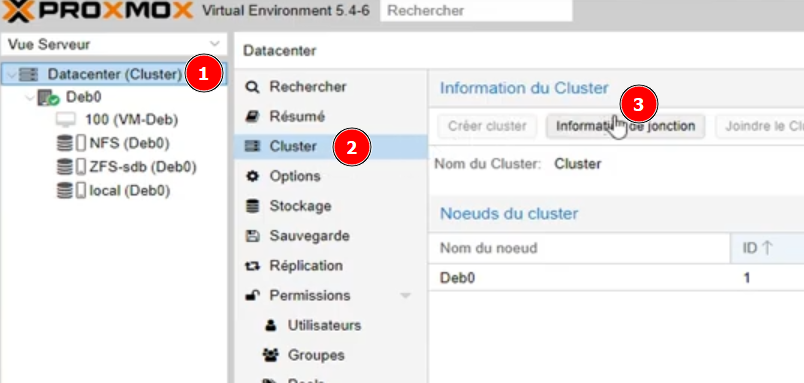 PROXMOX Virtual Environment 5.4-6 Rechercher
Vue Serveur
Datacenter (Cluster) 1
Deb0
100 (VM-Deb)
NFS (Deb0)
ZFS-sdb (Deb0)
local (Deb0)
Datacenter
Rechercher
Résumé
Cluster 2
Options
Stockage
Sauvegarde
Réplication
Permissions
Utilisateurs
Groupes
Information du Cluster
3
Créer cluster de jonction Joindre le Cl
Nom du Cluster: Cluster
Noeuds du cluster
Nom du noeud ID ↑
Deb0 1